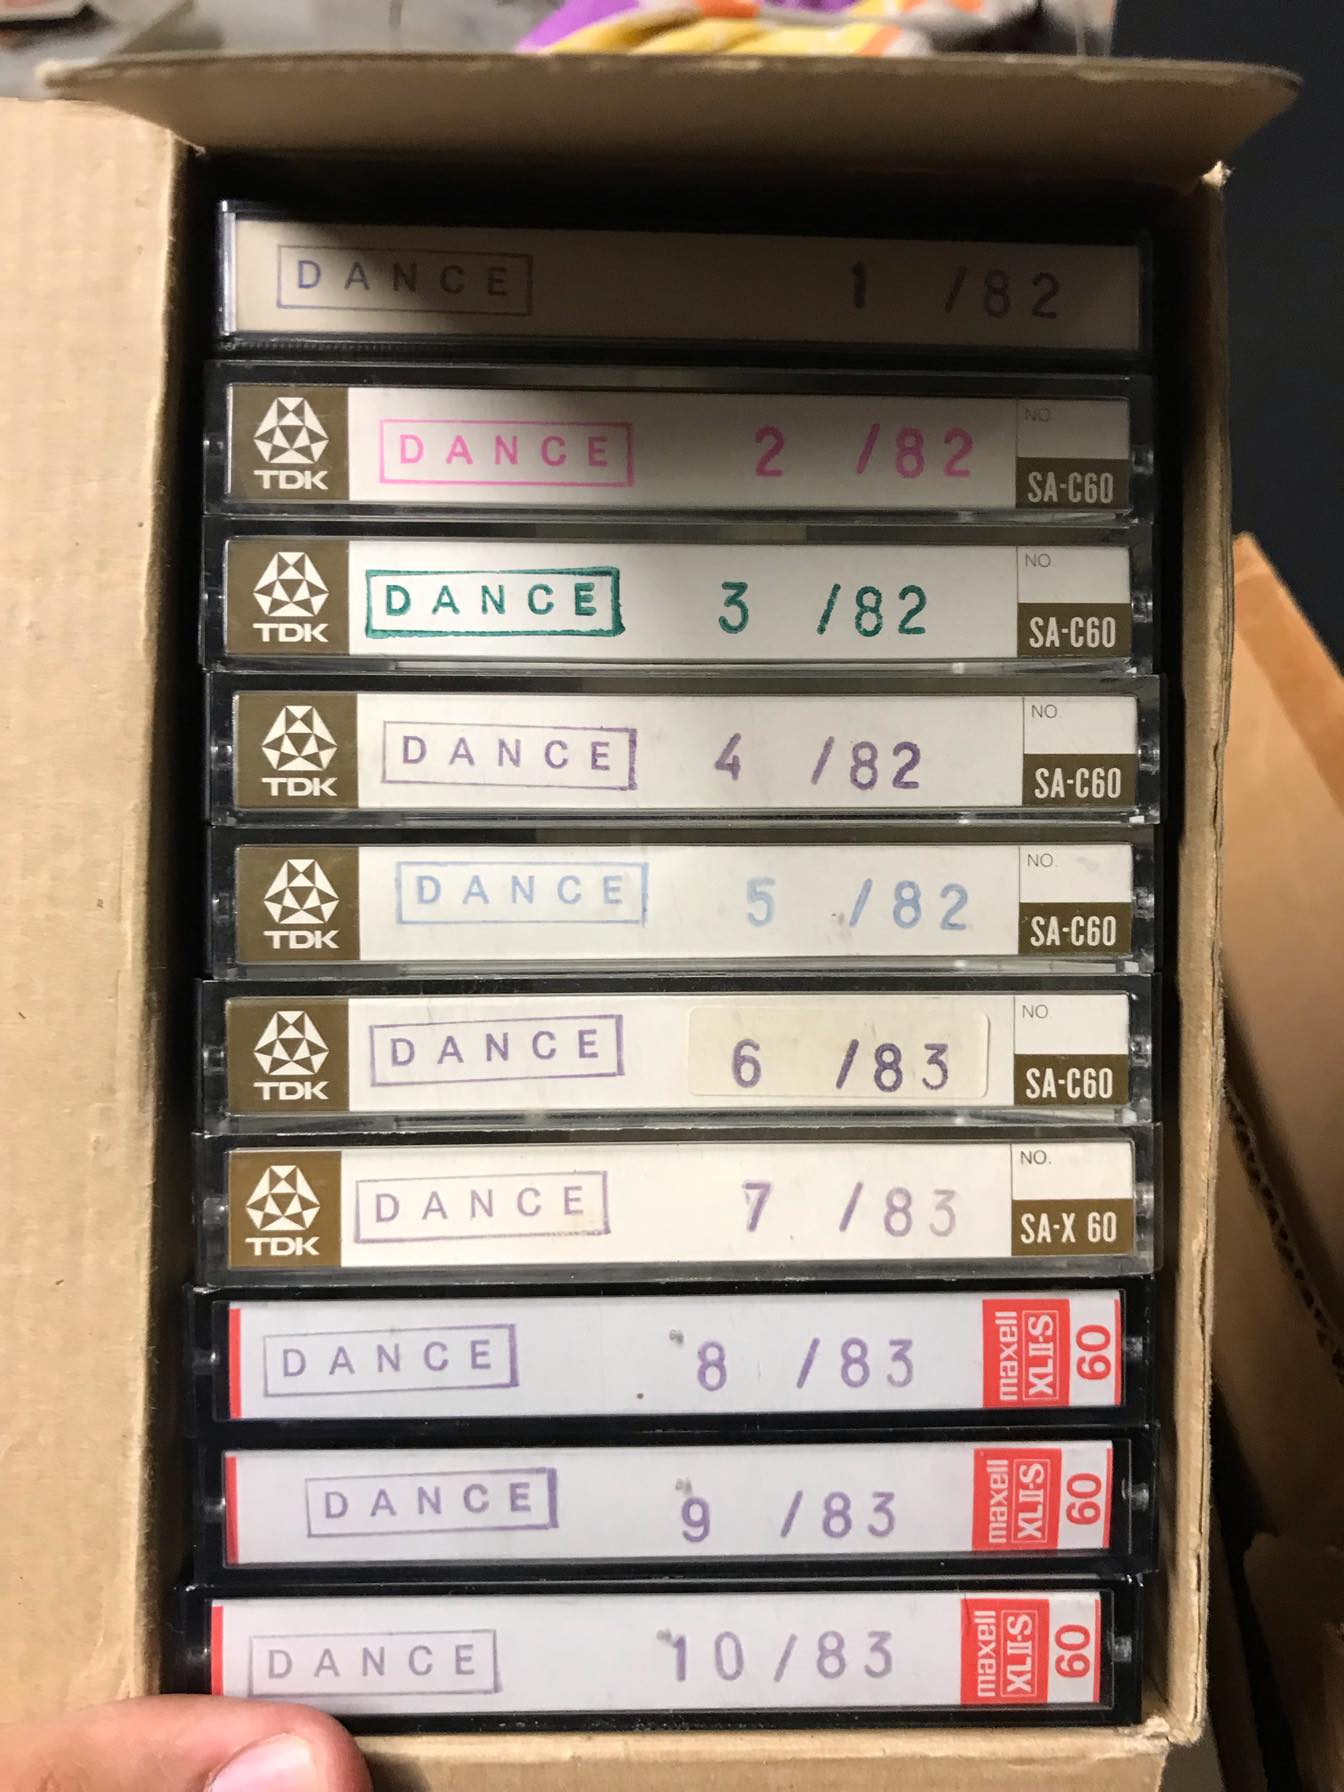 DANCE 1 /82
TDK DANCE 2 /82 NO. SA-C60
TDK DANCE 3 /82 NO. SA-C60
TDK DANCE 4 /82 NO. SA-C60
TDK DANCE 5 /82 NO. SA-C60
TDK DANCE 6 /83 NO. SA-C60
TDK DANCE 7 /83 NO. SA-X 60
DANCE 8 /83 maxell XLII-S 60
DANCE 9 /83 maxell XLII-S 60
DANCE 10/83 maxell XLII-S 60